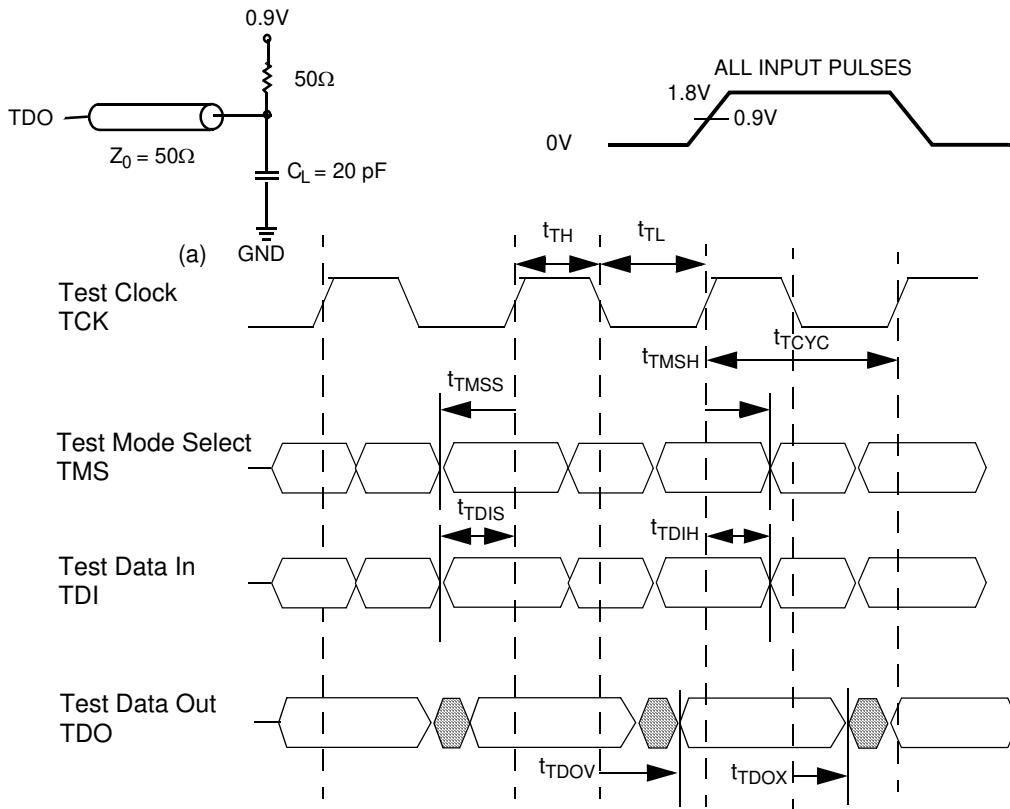 0.9V
50Ω
TDO
Z0 = 50Ω
CL = 20 pF
(a)
GND
ALL INPUT PULSES
1.8V
0.9V
0V
tTH
tTL
Test Clock
TCK
tTCYC
tTMSH
tTMSS
Test Mode Select
TMS
tTDIS
tTDIH
Test Data In
TDI
Test Data Out
TDO
tTDOV
tTDOX